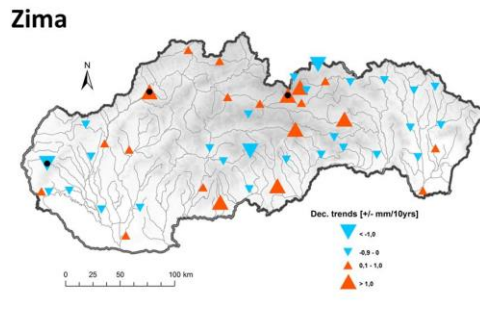 Zima
N
Dec. trends [+/- mm/10yrs]
< -1,0
-0,9 - 0
0,1 - 1,0
> 1,0
0 25 50 100 km